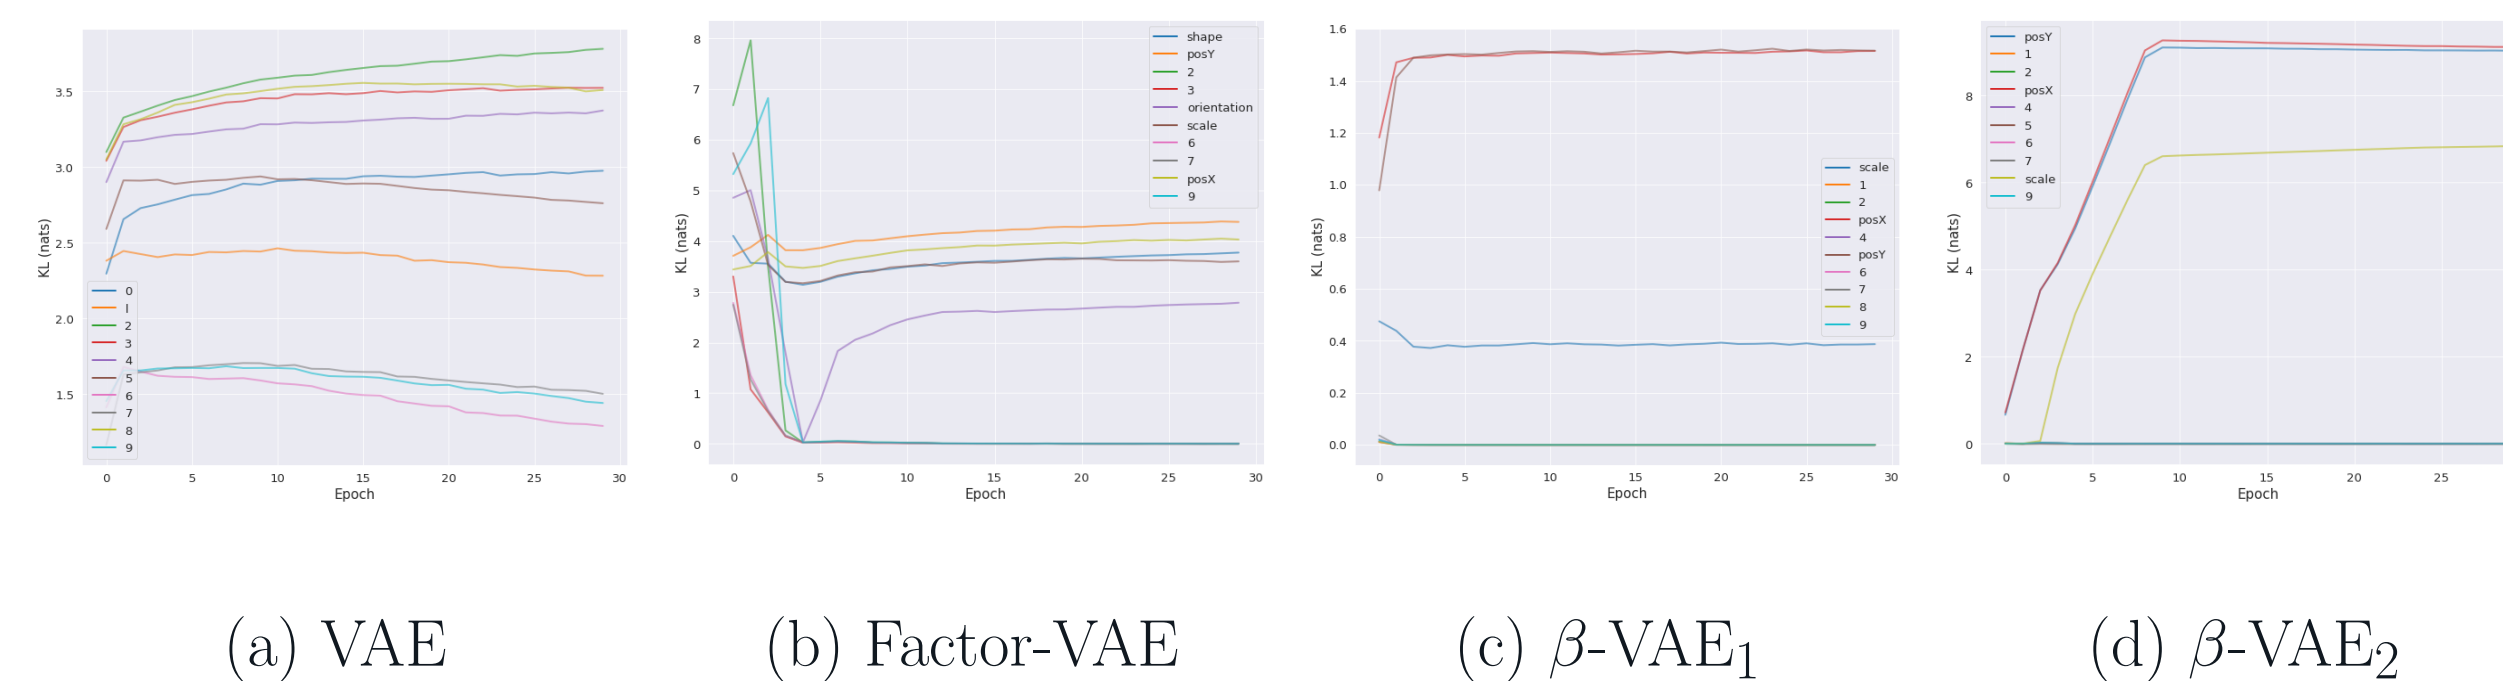 KL (nats)
3.5
3.0
2.5
2.0
1.5
0
l
2
3
4
5
6
7
8
9
0 5 10 15 20 25 30
Epoch
(a) VAE
KL (nats)
8
7
6
5
4
3
2
1
0
shape
posY
2
3
orientation
scale
6
7
posX
9
0 5 10 15 20 25 30
Epoch
(b) Factor-VAE
KL (nats)
1.6
1.4
1.2
1.0
0.8
0.6
0.4
0.2
0.0
scale
1
2
posX
4
posY
6
7
8
9
0 5 10 15 20 25 30
Epoch
(c) β-VAE₁
KL (nats)
8
6
4
2
0
posY
1
2
posX
4
5
6
7
scale
9
0 5 10 15 20 25
Epoch
(d) β-VAE₂